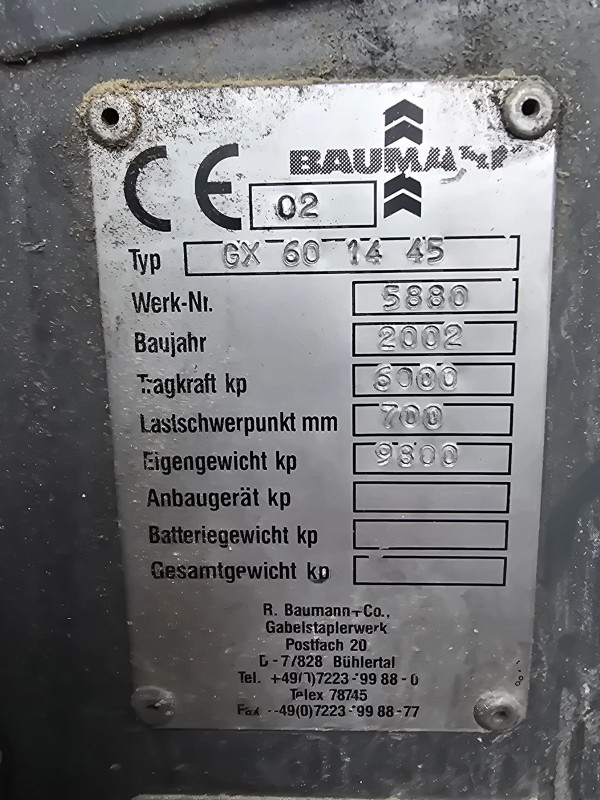 CE BAUMANN
02
Typ GX 60 14 45
Werk-Nr. 5880
Baujahr 2002
Tragkraft kp 6000
Lastschwerpunkt mm 700
Eigengewicht kp 9800
Anbaugerät kp
Batteriegewicht kp
Gesamtgewicht kp
R. Baumann+Co.,
Gabelstaplerwerk
Postfach 20
D-77828 Bühlertal
Tel. +49(0)7223-99 88-0
Telex 78745
Fax +49(0)7223-99 88-77